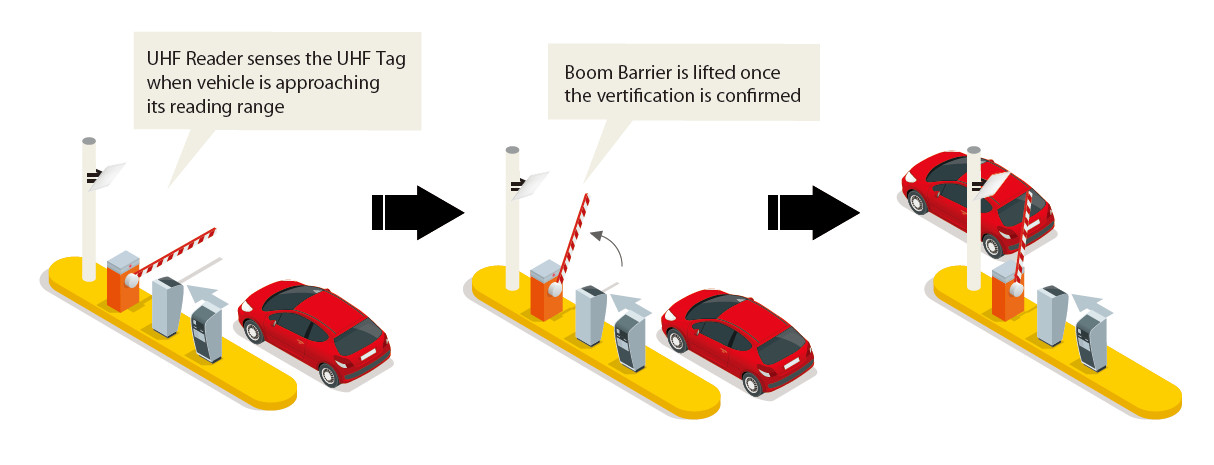 UHF Reader senses the UHF Tag
when vehicle is approaching
its reading range
Boom Barrier is lifted once
the vertification is confirmed